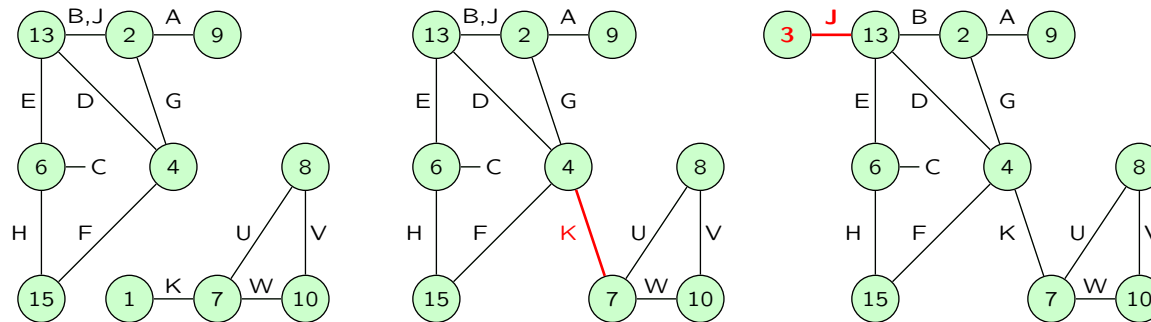 B,J A
13 2 9
E D G
6 C 4 8
H F U V
15 1 K 7 W 10
B,J A
13 2 9
E D G
6 C 4 8
H F K U V
15 7 W 10
J B A
3 13 2 9
E D G
6 C 4 8
H F K U V
15 7 W 10